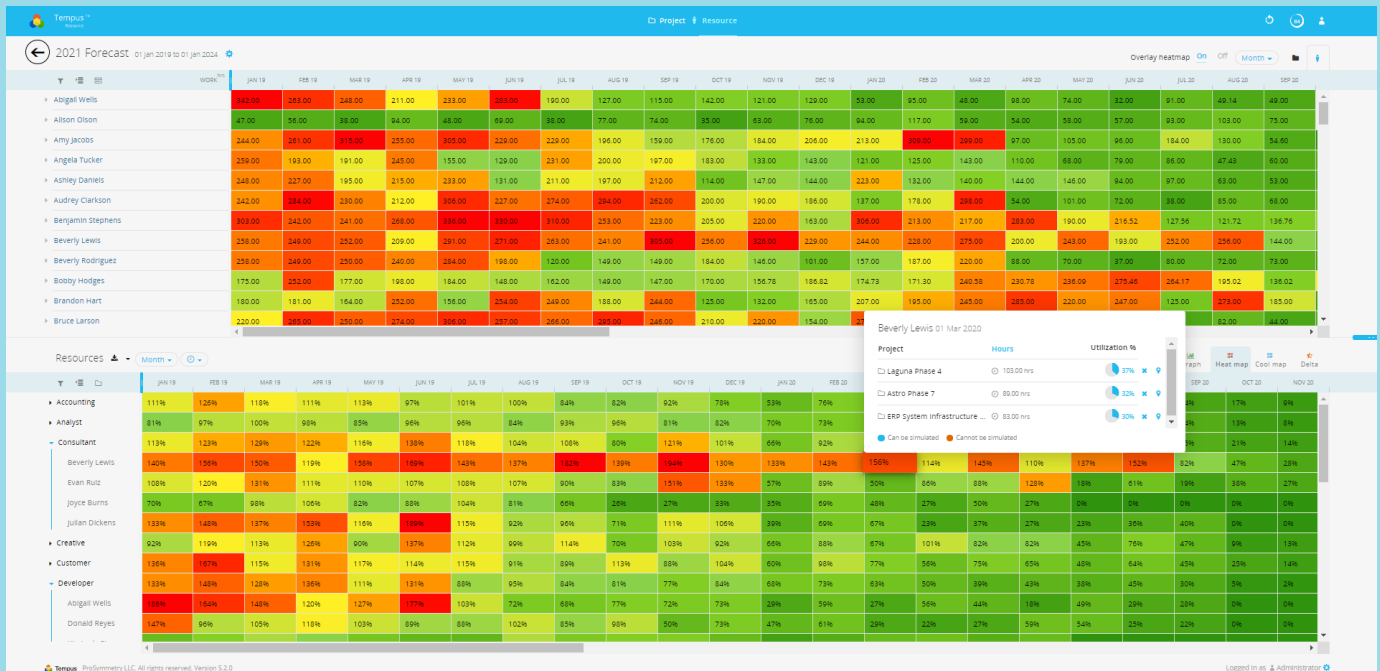 Tempus™
Resource
Project Resource
2021 Forecast 01 Jan 2019 to 01 Jan 2024
Overlay heatmap On Off Month
WORK JAN 19 FEB 19 MAR 19 APR 19 MAY 19 JUN 19 JUL 19 AUG 19 SEP 19 OCT 19 NOV 19 DEC 19 JAN 20 FEB 20 MAR 20 APR 20 MAY 20 JUN 20 JUL 20 AUG 20 SEP 20
Abigail Wells 342.00 263.00 248.00 211.00 233.00 283.00 190.00 127.00 115.00 142.00 121.00 129.00 53.00 95.00 48.00 98.00 74.00 32.00 91.00 49.14 49.00
Alison Olson 47.00 56.00 38.00 94.00 48.00 69.00 38.00 77.00 74.00 35.00 63.00 76.00 94.00 117.00 59.00 54.00 58.00 57.00 93.00 103.00 75.00
Amy Jacobs 244.00 261.00 315.00 255.00 305.00 229.00 229.00 196.00 159.00 176.00 184.00 206.00 213.00 300.00 299.00 97.00 105.00 96.00 184.00 130.00 54.60
Angela Tucker 259.00 193.00 191.00 245.00 155.00 129.00 231.00 200.00 197.00 183.00 133.00 143.00 121.00 125.00 143.00 110.00 68.00 79.00 86.00 47.43 60.00
Ashley Daniels 248.00 227.00 195.00 215.00 233.00 131.00 211.00 197.00 212.00 114.00 147.00 144.00 223.00 132.00 140.00 144.00 146.00 94.00 97.00 63.00 53.00
Audrey Clarkson 242.00 284.00 230.00 212.00 306.00 227.00 274.00 294.00 262.00 200.00 190.00 186.00 137.00 178.00 298.00 54.00 101.00 72.00 38.00 85.00 68.00
Benjamin Stephens 303.00 242.00 241.00 268.00 336.00 330.00 310.00 253.00 223.00 205.00 220.00 163.00 306.00 213.00 217.00 283.00 190.00 216.52 127.56 121.72 136.76
Beverly Lewis 258.00 249.00 252.00 209.00 291.00 271.00 263.00 241.00 305.00 256.00 326.00 229.00 244.00 228.00 275.00 200.00 243.00 193.00 252.00 256.00 144.00
Beverly Rodriguez 258.00 249.00 250.00 240.00 284.00 198.00 120.00 149.00 149.00 184.00 146.00 101.00 157.00 187.00 220.00 88.00 70.00 37.00 80.00 72.00 73.00
Bobby Hodges 175.00 252.00 177.00 198.00 184.00 148.00 162.00 149.00 147.00 170.00 156.78 186.82 174.73 171.30 240.58 230.78 236.09 275.46 264.17 195.02 136.02
Brandon Hart 180.00 181.00 164.00 252.00 156.00 254.00 249.00 188.00 244.00 125.00 132.00 165.00 207.00 195.00 245.00 285.00 220.00 247.00 125.00 273.00 185.00
Bruce Larson 220.00 265.00 250.00 274.00 306.00 257.00 266.00 295.00 246.00 210.00 220.00 154.00 82.00 44.00
Beverly Lewis 01 Mar 2020
Project Hours Utilization %
Laguna Phase 4 103.00 hrs 37%
Astro Phase 7 89.00 hrs 32%
ERP System Infrastructure ... 83.00 hrs 30%
Can be simulated Cannot be simulated
Resources Month
Heat map Cool map Delta
JAN 19 FEB 19 MAR 19 APR 19 MAY 19 JUN 19 JUL 19 AUG 19 SEP 19 OCT 19 NOV 19 DEC 19 JAN 20 FEB 20 SEP 20 OCT 20 NOV 20
Accounting 111% 126% 118% 111% 113% 97% 101% 100% 84% 82% 92% 78% 53% 76% 17% 9%
Analyst 81% 97% 100% 98% 85% 96% 96% 84% 93% 96% 81% 82% 70% 73% 13% 8%
Consultant 113% 123% 129% 122% 116% 138% 118% 104% 108% 80% 121% 101% 66% 92% 21% 14%
Beverly Lewis 140% 156% 150% 119% 158% 169% 143% 137% 182% 139% 194% 130% 133% 143% 156% 114% 145% 110% 137% 152% 82% 47% 28%
Evan Ruiz 108% 120% 131% 111% 110% 107% 108% 107% 90% 83% 151% 133% 57% 89% 50% 86% 88% 128% 18% 61% 19% 38% 27%
Joyce Burns 70% 67% 98% 106% 82% 88% 104% 81% 66% 26% 27% 33% 35% 69% 48% 50% 27% 0% 0% 0% 0% 0%
Julian Dickens 133% 148% 137% 153% 116% 169% 115% 92% 96% 71% 111% 106% 39% 69% 67% 23% 37% 27% 23% 36% 40% 0% 0%
Creative 92% 119% 113% 126% 90% 137% 112% 99% 114% 70% 103% 92% 66% 88% 67% 101% 82% 82% 45% 76% 47% 9% 13%
Customer 136% 167% 115% 131% 117% 114% 115% 91% 89% 113% 88% 104% 60% 98% 77% 56% 75% 65% 48% 64% 45% 25% 14%
Developer 133% 148% 128% 136% 111% 131% 88% 95% 84% 81% 77% 84% 68% 73% 63% 50% 39% 43% 38% 45% 30% 5% 2%
Abigail Wells 186% 164% 148% 120% 127% 177% 103% 72% 68% 77% 72% 73% 29% 59% 27% 56% 44% 18% 49% 29% 28% 0% 0%
Donald Reyes 147% 96% 105% 118% 103% 89% 88% 102% 85% 98% 50% 73% 17% 61% 29% 22% 27% 59% 54% 25% 22% 0% 0%
Tempus ProSymmetry LLC. All rights reserved. Version 5.2.0
Logged in as Administrator